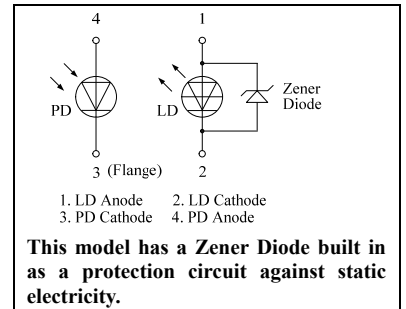 4 1
PD LD Zener
Diode
3 (Flange) 2
1. LD Anode 2. LD Cathode
3. PD Cathode 4. PD Anode
This model has a Zener Diode built in
as a protection circuit against static
electricity.